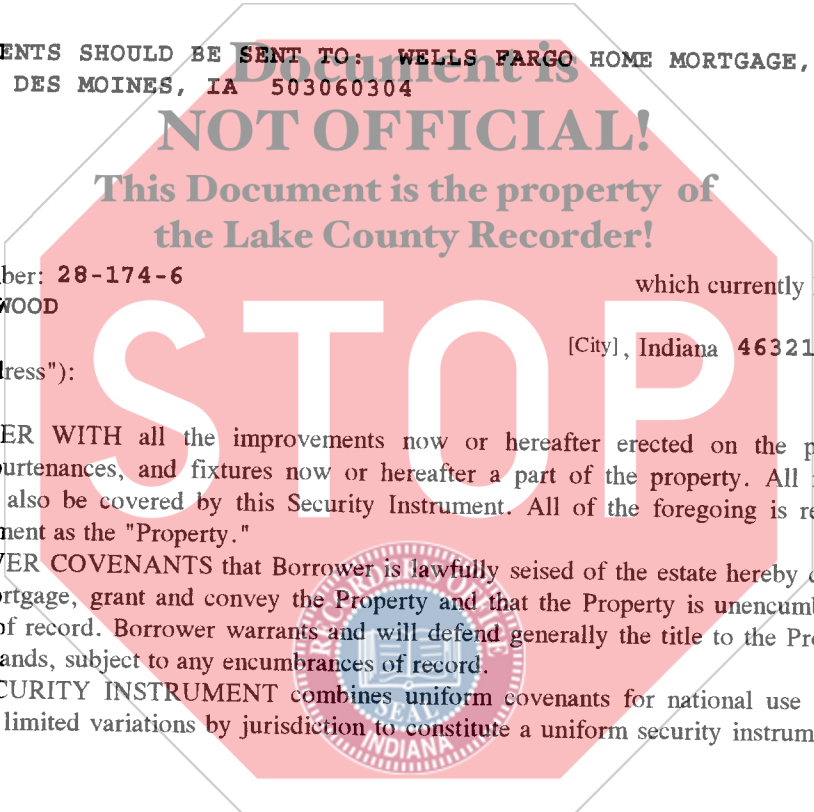 ENTS SHOULD BE SENT TO: WELLS FARGO HOME MORTGAGE,
DES MOINES, IA 503060304
Document is
NOT OFFICIAL!
This Document is the property of
the Lake County Recorder!
ber: 28-174-6
which currently
WOOD
[City], Indiana 46321
dress"):
STOP
ER WITH all the improvements now or hereafter erected on the p
purtenances, and fixtures now or hereafter a part of the property. All
also be covered by this Security Instrument. All of the foregoing is re
ment as the "Property."
VER COVENANTS that Borrower is lawfully seised of the estate hereby c
ortgage, grant and convey the Property and that the Property is unencumb
of record. Borrower warrants and will defend generally the title to the Pro
ands, subject to any encumbrances of record.
CURITY INSTRUMENT combines uniform covenants for national use
limited variations by jurisdiction to constitute a uniform security instrum
SEAL
INDIANA